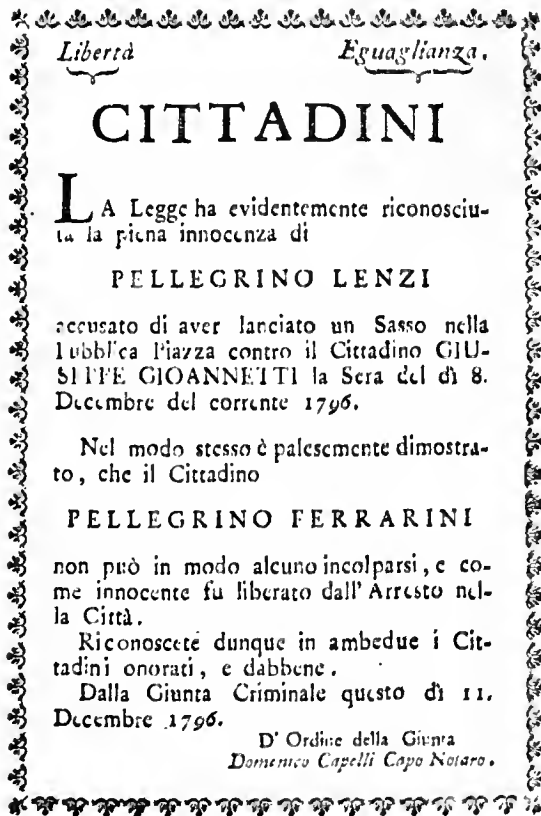 Libertà Eguaglianza.
CITTADINI
LA Legge ha evidentemente riconosciu-
ta la piena innocenza di
PELLEGRINO LENZI
accusato di aver lanciato un Sasso nella
Pubblica Piazza contro il Cittadino GIU-
SEPPE GIOANNETTI la Sera del dì 8.
Decembre del corrente 1796.
Nel modo stesso è palesemente dimostra-
to, che il Cittadino
PELLEGRINO FERRARINI
non può in modo alcuno incolparsi, e co-
me innocente fu liberato dall' Arresto nel-
la Città.
Riconoscete dunque in ambedue i Cit-
tadini onorati, e dabbene.
Dalla Giunta Criminale questo dì 11.
Decembre 1796.
D' Ordine della Giunta
Domenico Capelli Capo Notaro.